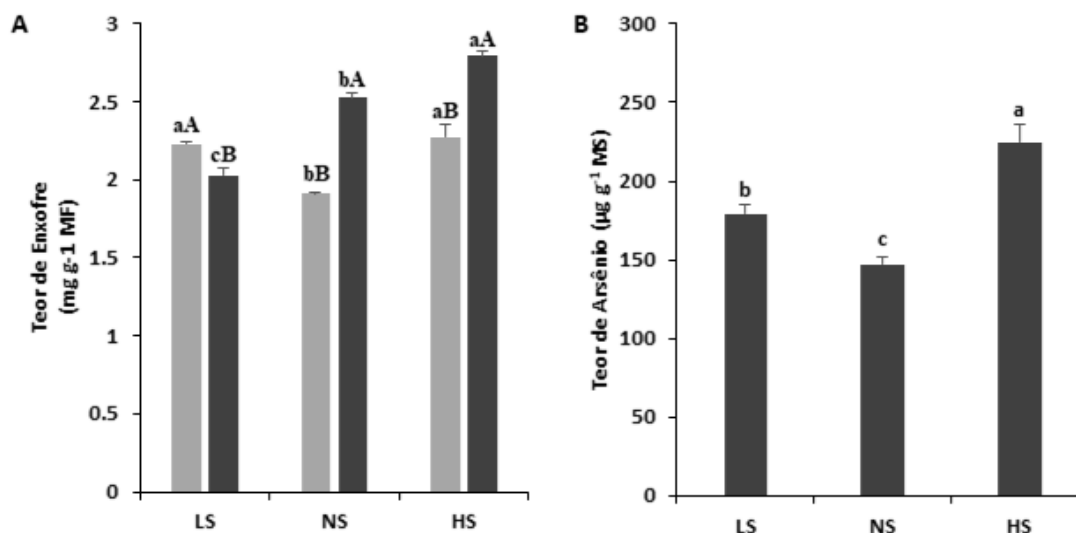 A
Teor de Enxofre
(mg g-1 MF)
3
2.5
2
1.5
1
0.5
0
aA
cB
bB
bA
aB
aA
LS
NS
HS
B
Teor de Arsênio (µg g⁻¹ MS)
300
250
200
150
100
50
0
b
c
a
LS
NS
HS